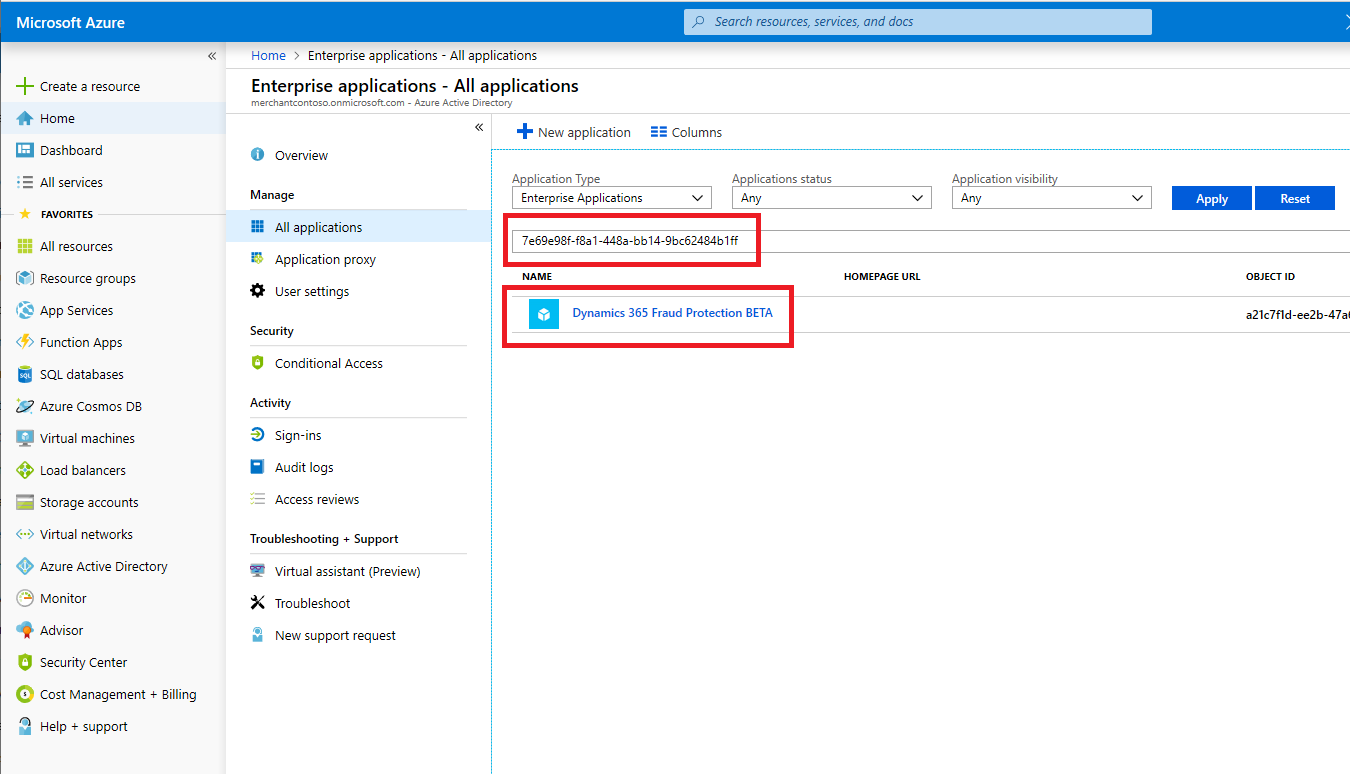 Microsoft Azure
Search resources, services, and docs
Create a resource
Home
Dashboard
All services
FAVORITES
All resources
Resource groups
App Services
Function Apps
SQL databases
Azure Cosmos DB
Virtual machines
Load balancers
Storage accounts
Virtual networks
Azure Active Directory
Monitor
Advisor
Security Center
Cost Management + Billing
Help + support
Home > Enterprise applications - All applications
Enterprise applications - All applications
merchantcontoso.onmicrosoft.com - Azure Active Directory
Overview
Manage
All applications
Application proxy
User settings
Security
Conditional Access
Activity
Sign-ins
Audit logs
Access reviews
Troubleshooting + Support
Virtual assistant (Preview)
Troubleshoot
New support request
New application Columns
Application Type Applications status Application visibility
Enterprise Applications Any Any Apply Reset
7e69e98f-f8a1-448a-bb14-9bc62484b1ff
NAME HOMEPAGE URL OBJECT ID
Dynamics 365 Fraud Protection BETA a21c7f1d-ee2b-47a